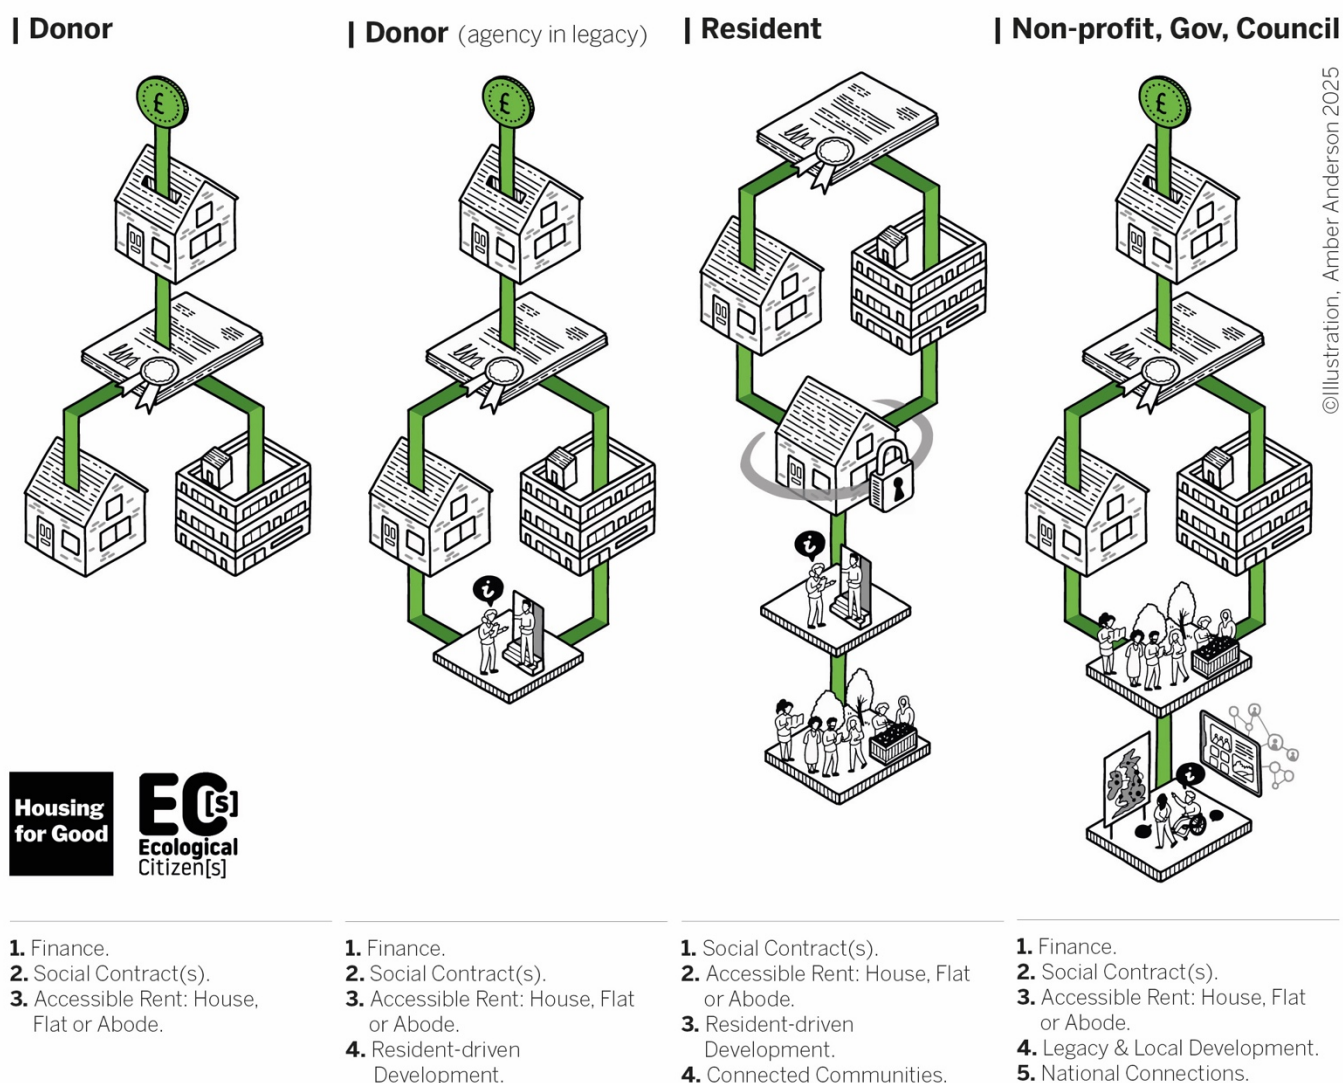 | Donor
| Donor (agency in legacy)
| Resident
| Non-profit, Gov, Council
©Illustration, Amber Anderson 2025
£
£
£
i
i
i
Housing
for Good
EC[s]
Ecological
Citizen[s]
1. Finance.
2. Social Contract(s).
3. Accessible Rent: House,
Flat or Abode.
1. Finance.
2. Social Contract(s).
3. Accessible Rent: House, Flat
or Abode.
4. Resident-driven
Development.
1. Social Contract(s).
2. Accessible Rent: House, Flat
or Abode.
3. Resident-driven
Development.
4. Connected Communities.
1. Finance.
2. Social Contract(s).
3. Accessible Rent: House, Flat
or Abode.
4. Legacy & Local Development.
5. National Connections.